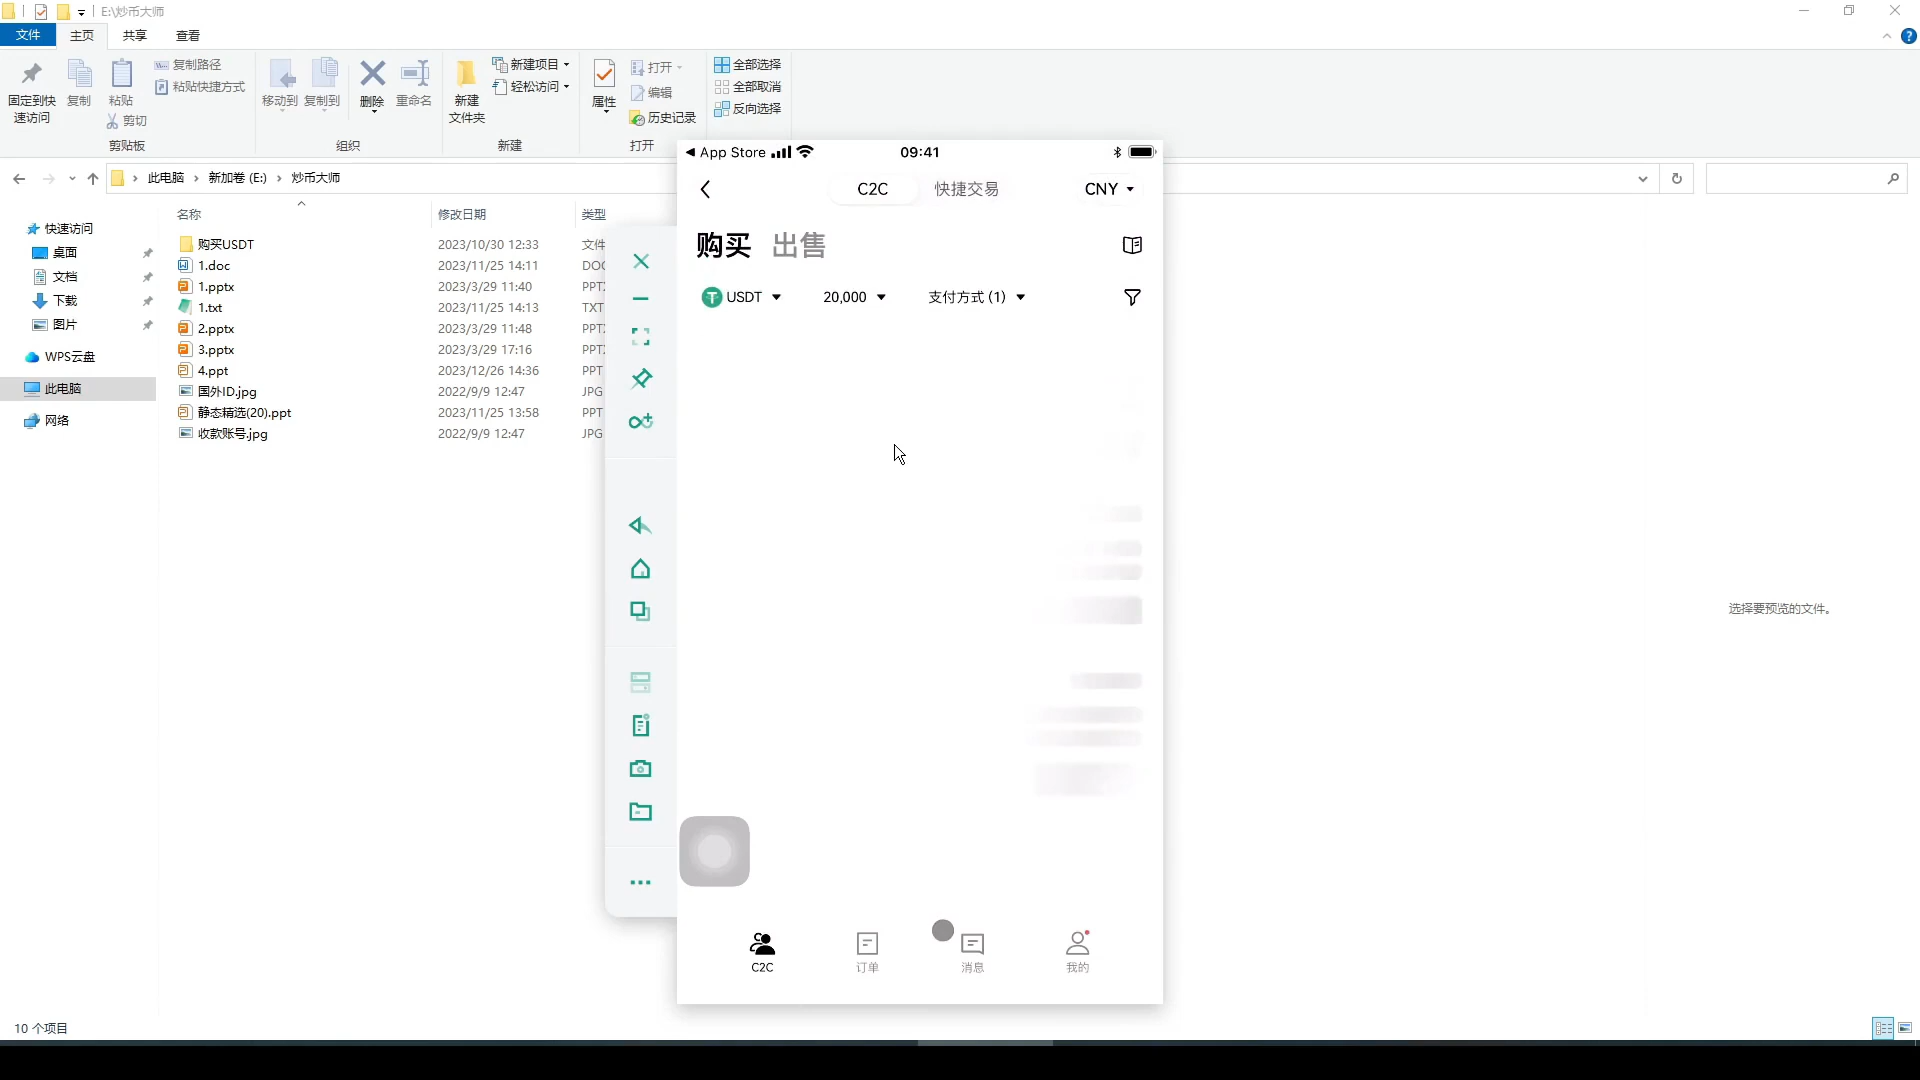 E:\炒币大师
文件 主页 共享 查看
固定到快速访问
复制
粘贴
复制路径
粘贴快捷方式
剪切
剪贴板
移动到
复制到
删除
重命名
组织
新建项目
轻松访问
新建文件夹
新建
属性
打开
编辑
历史记录
打开
全部选择
全部取消
反向选择
此电脑 新加卷 (E:) 炒币大师
快速访问
桌面
文档
下载
图片
WPS云盘
此电脑
网络
名称 修改日期 类型
购买USDT 2023/10/30 12:33 文件
1.doc 2023/11/25 14:11 DOC
1.pptx 2023/3/29 11:40 PPT
1.txt 2023/11/25 14:13 TXT
2.pptx 2023/3/29 11:48 PPT
3.pptx 2023/3/29 17:16 PPT
4.ppt 2023/12/26 14:36 PPT
国外ID.jpg 2022/9/9 12:47 JPG
静态精选(20).ppt 2023/11/25 13:58 PPT
收款账号.jpg 2022/9/9 12:47 JPG
App Store 09:41
C2C 快捷交易 CNY
购买 出售
USDT 20,000 支付方式 (1)
C2C 订单 消息 我的
选择要预览的文件。
10 个项目